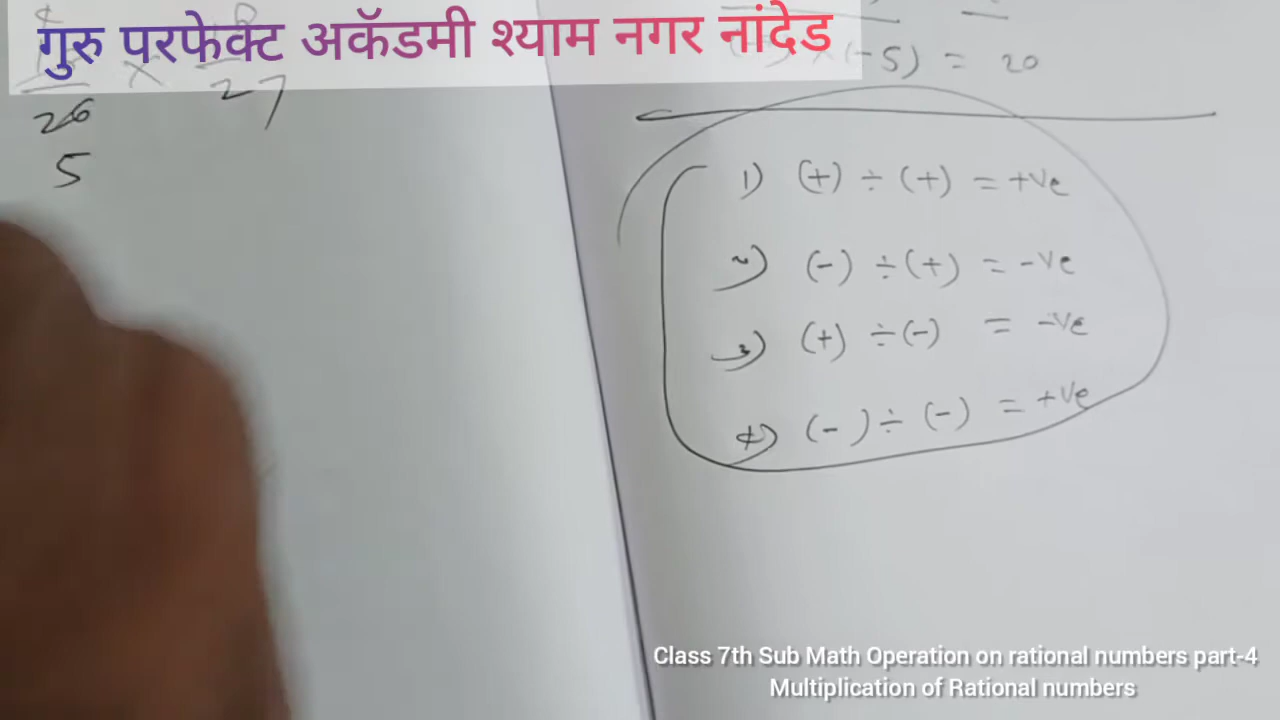 गुरु परफेक्ट अकॅडमी श्याम नगर नांदेड
× 27
26
5
(-5) = 20
1) (+) ÷ (+) = +ve
2) (-) ÷ (+) = -ve
3) (+) ÷ (-) = -ve
4) (-) ÷ (-) = +ve
Class 7th Sub Math Operation on rational numbers part-4
Multiplication of Rational numbers